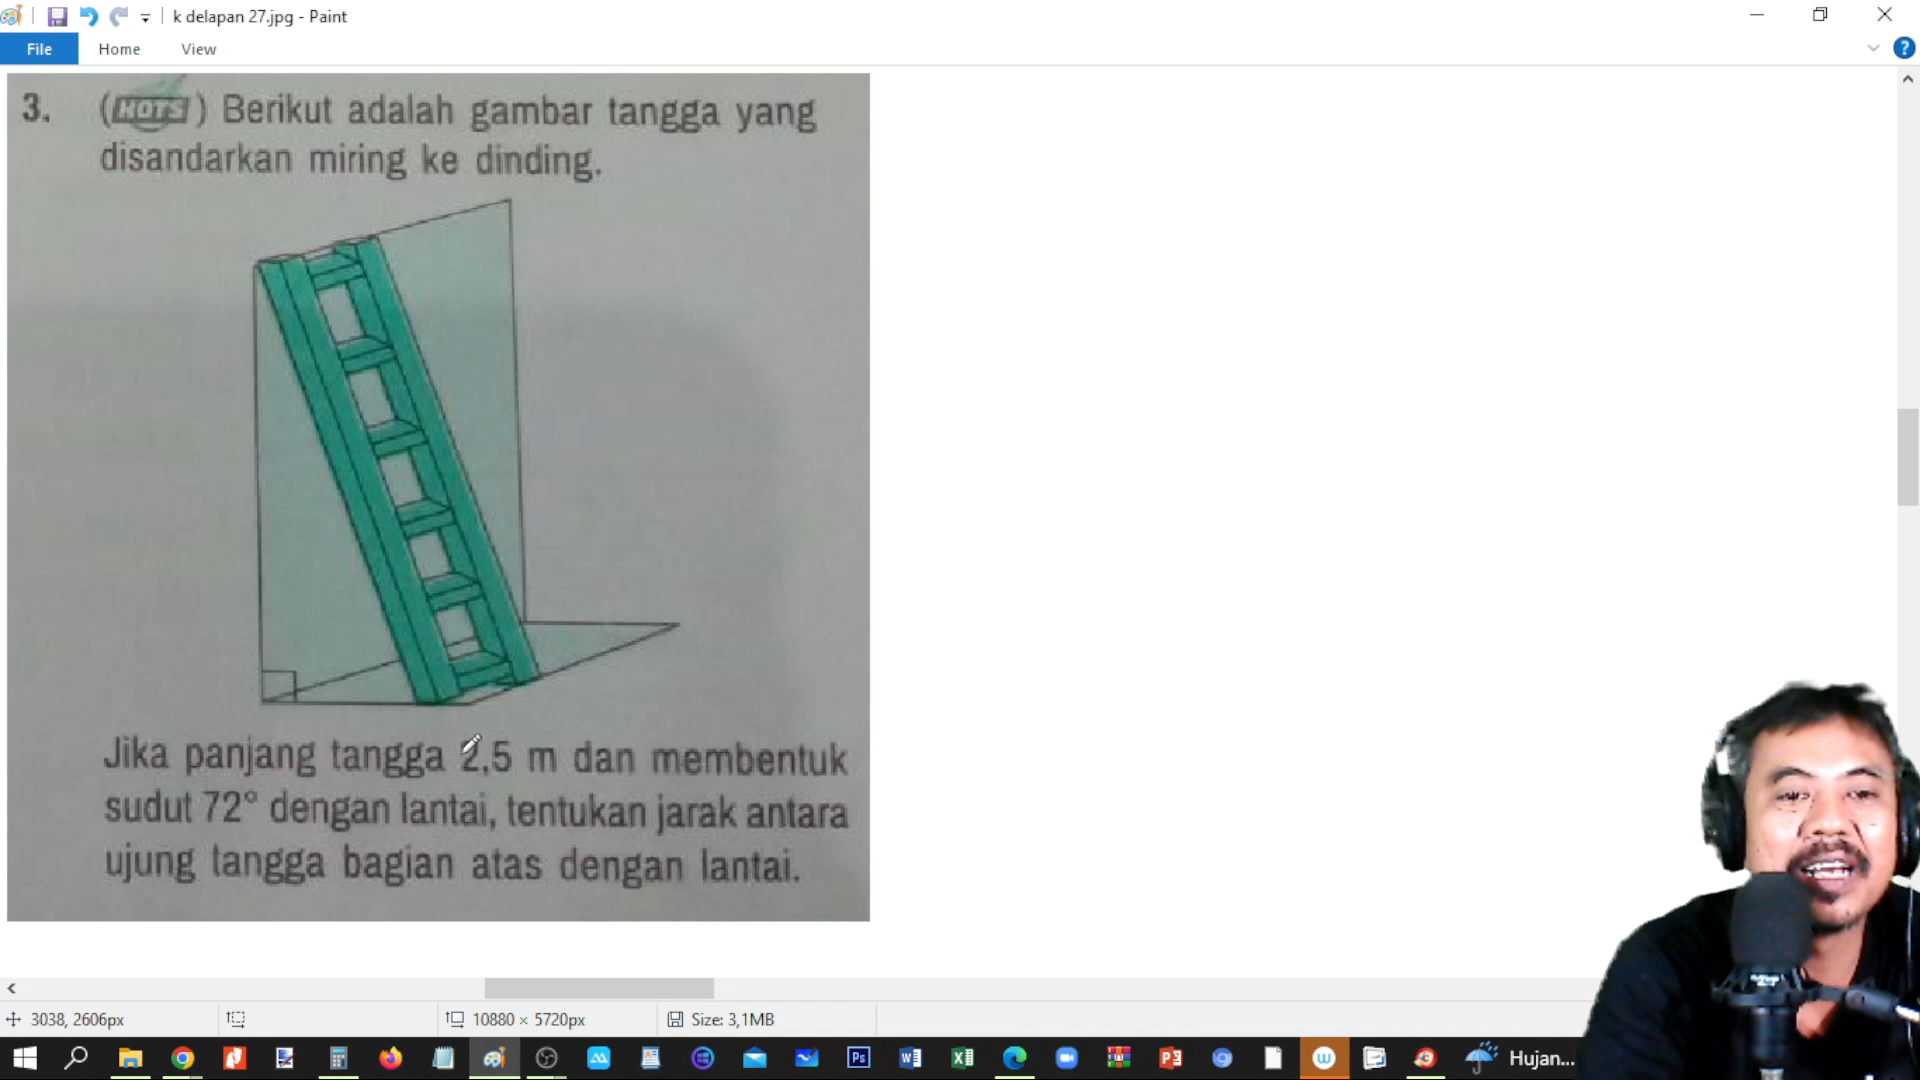 k delapan 27.jpg - Paint
File Home View
3. (HOTS) Berikut adalah gambar tangga yang
disandarkan miring ke dinding.
Jika panjang tangga 2,5 m dan membentuk
sudut 72° dengan lantai, tentukan jarak antara
ujung tangga bagian atas dengan lantai.
3038, 2606px 10880 × 5720px Size: 3,1MB
Hujan...